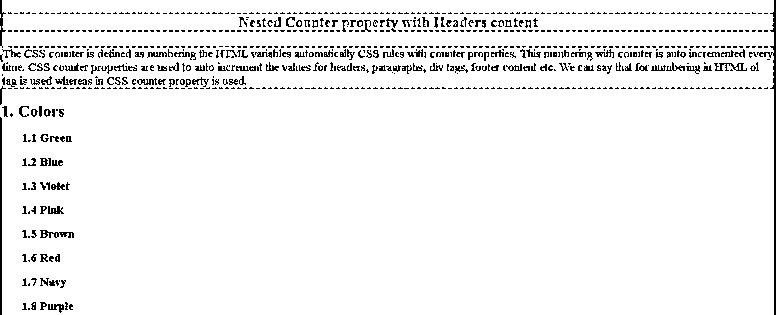 Nested Counter property with Headers content
The CSS counter is defined as numbering the HTML variables automatically CSS rules with counter properties. This numbering with counter is auto incremented every
time. CSS counter properties are used to auto increment the values for headers, paragraphs, div tags, footer content etc. We can say that for numbering in HTML ol
tag is used whereas in CSS counter property is used.
1. Colors
1.1 Green
1.2 Blue
1.3 Violet
1.4 Pink
1.5 Brown
1.6 Red
1.7 Navy
1.8 Purple